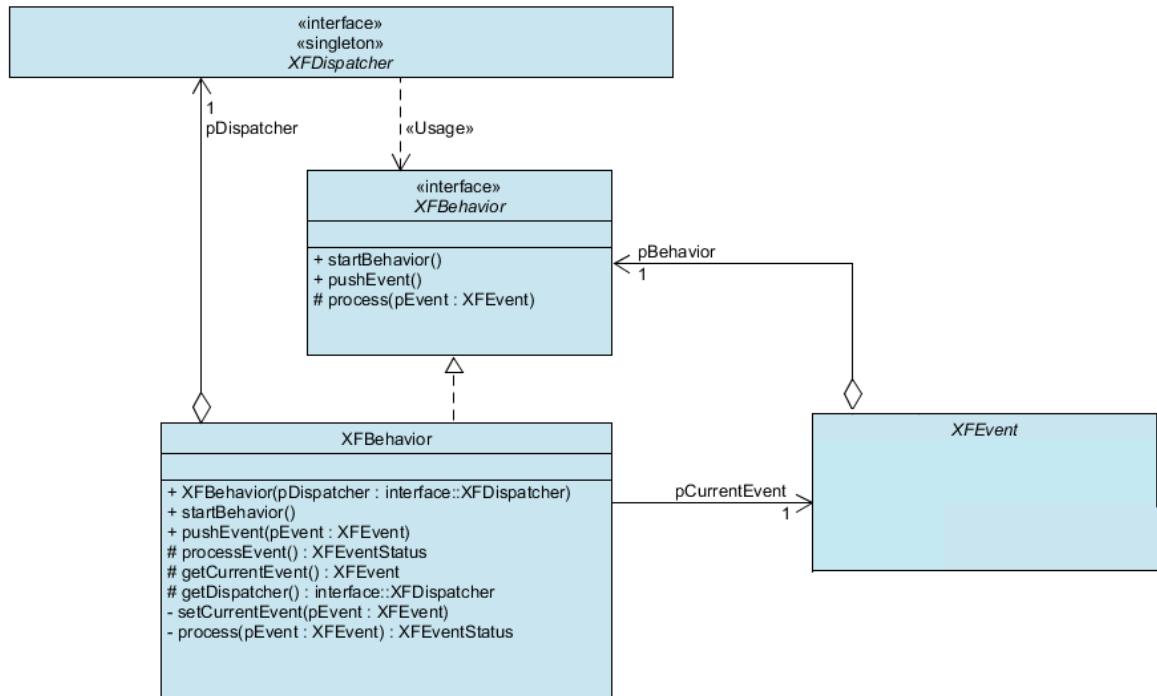 «interface»
«singleton»
XFDispatcher
1
pDispatcher
«Usage»
«interface»
XFBehavior
+ startBehavior()
+ pushEvent()
# process(pEvent : XFEvent)
pBehavior
1
XFBehavior
+ XFBehavior(pDispatcher : interface::XFDispatcher)
+ startBehavior()
+ pushEvent(pEvent : XFEvent)
# processEvent() : XFEventStatus
# getCurrentEvent() : XFEvent
# getDispatcher() : interface::XFDispatcher
- setCurrentEvent(pEvent : XFEvent)
- process(pEvent : XFEvent) : XFEventStatus
pCurrentEvent
1
XFEvent